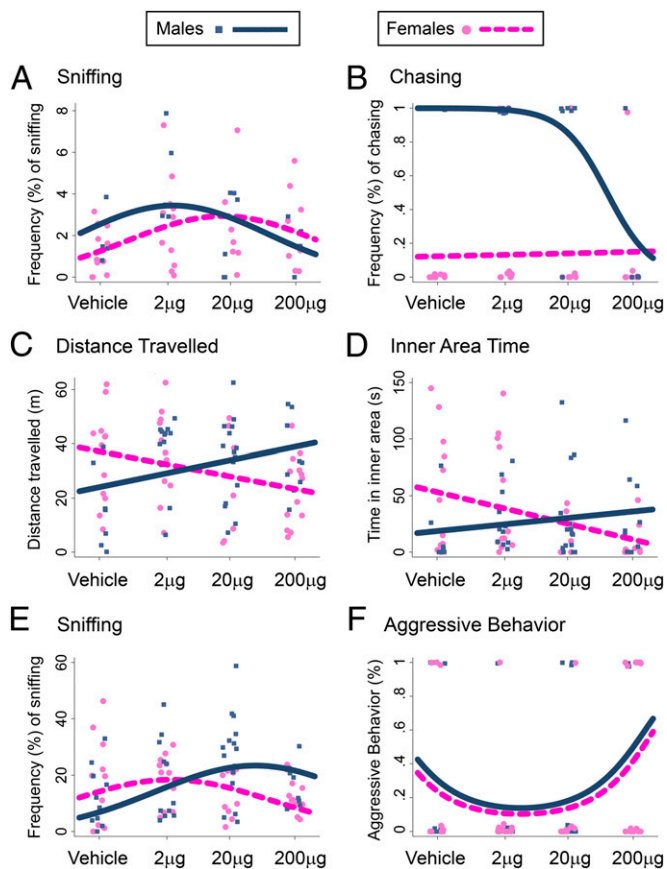 Males
Females
A Sniffing
Frequency (%) of sniffing
8
6
4
2
0
Vehicle 2µg 20µg 200µg
B Chasing
Frequency (%) of chasing
1
.8
.6
.4
.2
0
Vehicle 2µg 20µg 200µg
C Distance Travelled
Distance travelled (m)
60
40
20
0
Vehicle 2µg 20µg 200µg
D Inner Area Time
Time in inner area (s)
150
100
50
0
Vehicle 2µg 20µg 200µg
E Sniffing
Frequency (%) of sniffing
60
40
20
0
Vehicle 2µg 20µg 200µg
F Aggressive Behavior
Aggressive Behavior (%)
1
.8
.6
.4
.2
0
Vehicle 2µg 20µg 200µg